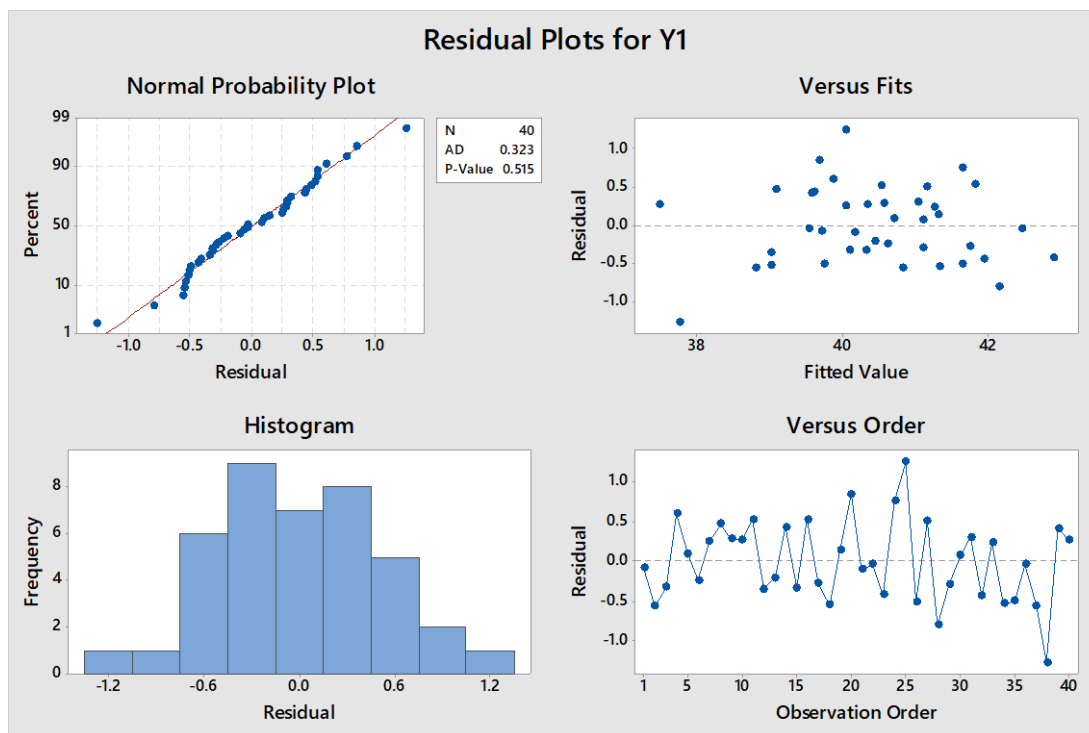 Residual Plots for Y1
Normal Probability Plot
99
90
50
10
1
Percent
-1.0
-0.5
0.0
0.5
1.0
Residual
N 40
AD 0.323
P-Value 0.515
Versus Fits
1.0
0.5
0.0
-0.5
-1.0
Residual
38
40
42
Fitted Value
Histogram
8
6
4
2
0
Frequency
-1.2
-0.6
0.0
0.6
1.2
Residual
Versus Order
1.0
0.5
0.0
-0.5
-1.0
Residual
1
5
10
15
20
25
30
35
40
Observation Order